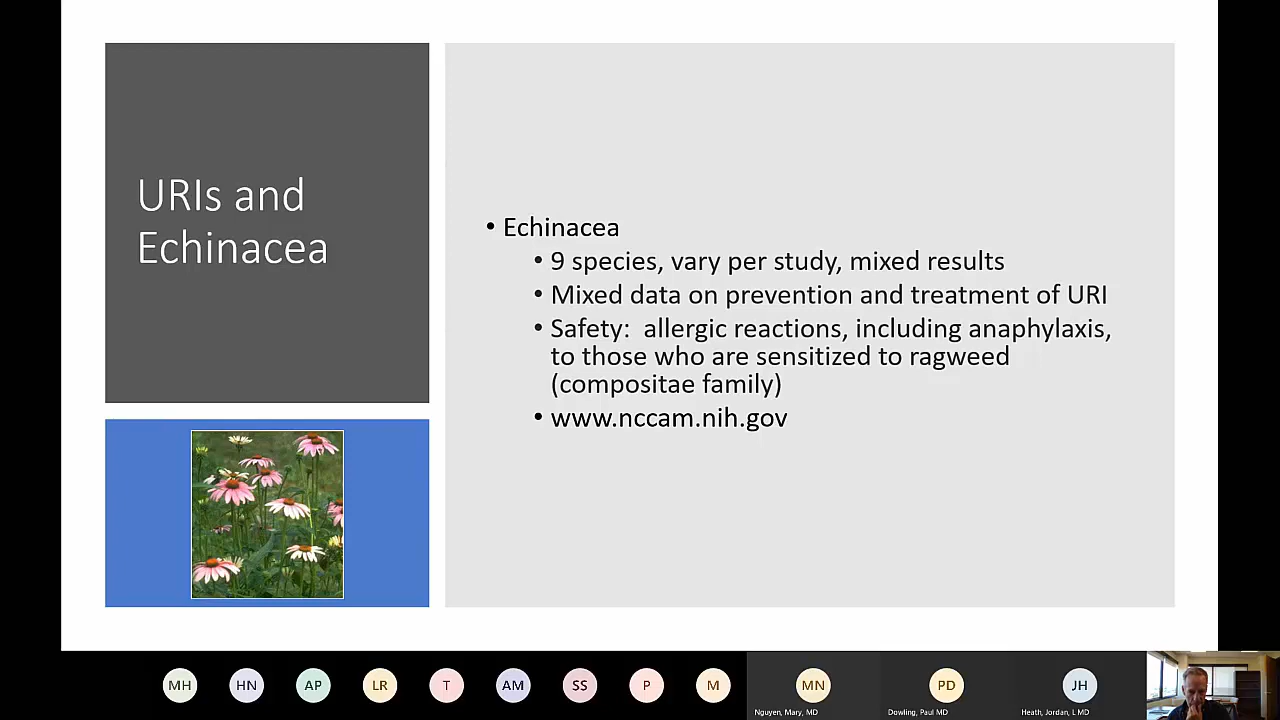 URIs and
Echinacea
• Echinacea
• 9 species, vary per study, mixed results
• Mixed data on prevention and treatment of URI
• Safety:  allergic reactions, including anaphylaxis,
to those who are sensitized to ragweed
(compositae family)
• www.nccam.nih.gov
MH HN AP LR T AM SS P M MN PD JH
Nguyen, Mary, MD Dowling, Paul MD Heath, Jordan, L MD